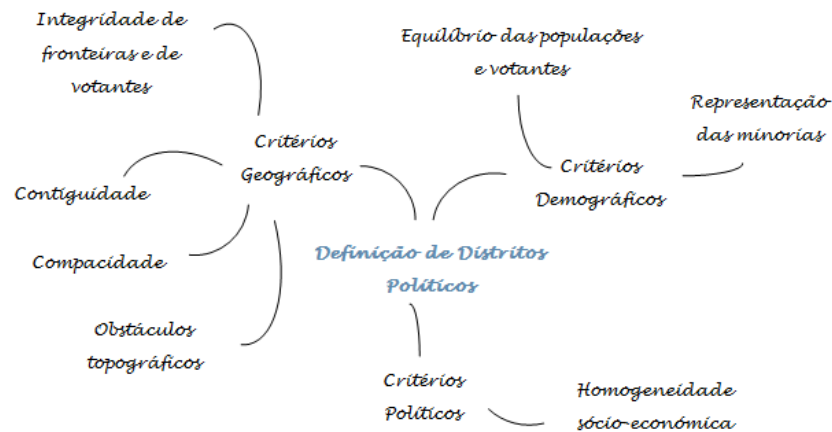 Integridade de
fronteiras e de
votantes
Critérios
Geográficos
Contiguidade
Compacidade
Obstáculos
topográficos
Equilíbrio das populações
e votantes
Representação
das minorias
Critérios
Demográficos
Definição de Distritos
Políticos
Critérios
Políticos
Homogeneidade
sócio-económica